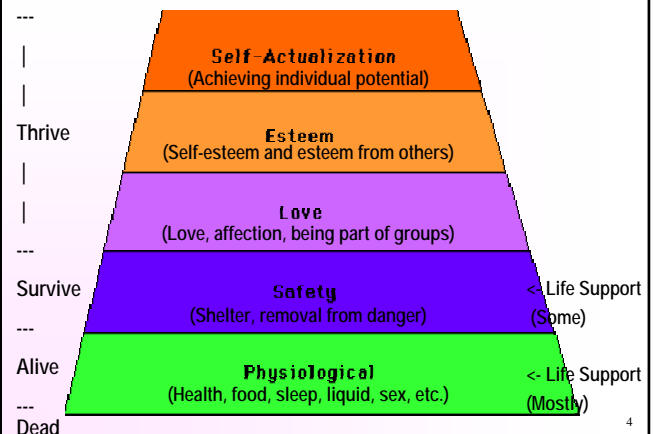 ---
|
Self-Actualization
(Achieving individual potential)
|
Thrive
Esteem
(Self-esteem and esteem from others)
|
|
Love
(Love, affection, being part of groups)
---
Survive
Safety
<- Life Support
(Shelter, removal from danger)
(Some)
---
Alive
Physiological
<- Life Support
(Health, food, sleep, liquid, sex, etc.)
(Mostly)
---
Dead
4